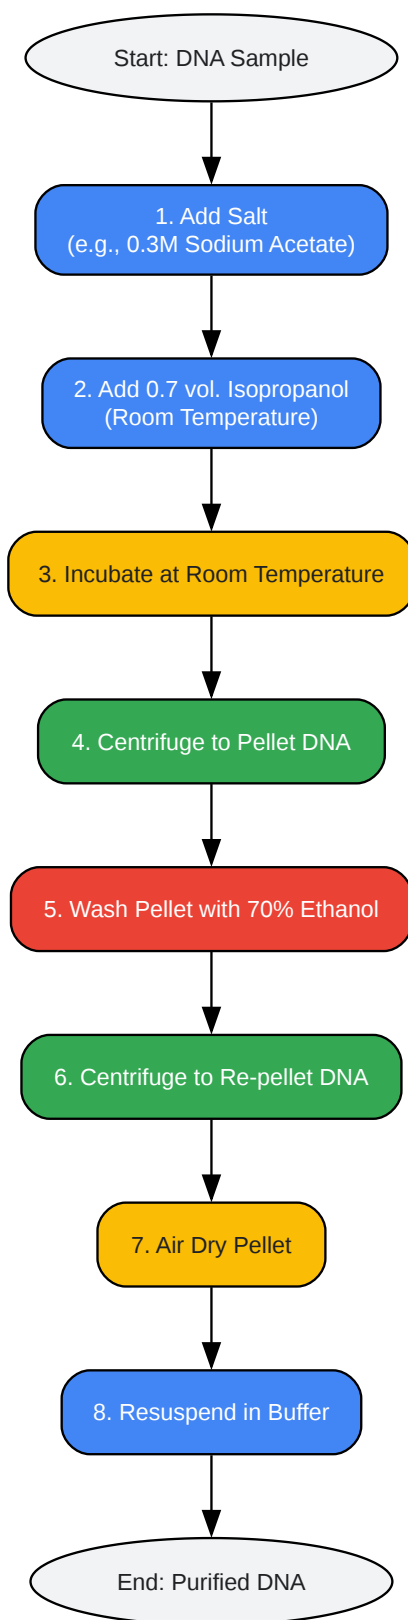 Start: DNA Sample
1. Add Salt
(e.g., 0.3M Sodium Acetate)
2. Add 0.7 vol. Isopropanol
(Room Temperature)
3. Incubate at Room Temperature
4. Centrifuge to Pellet DNA
5. Wash Pellet with 70% Ethanol
6. Centrifuge to Re-pellet DNA
7. Air Dry Pellet
8. Resuspend in Buffer
End: Purified DNA